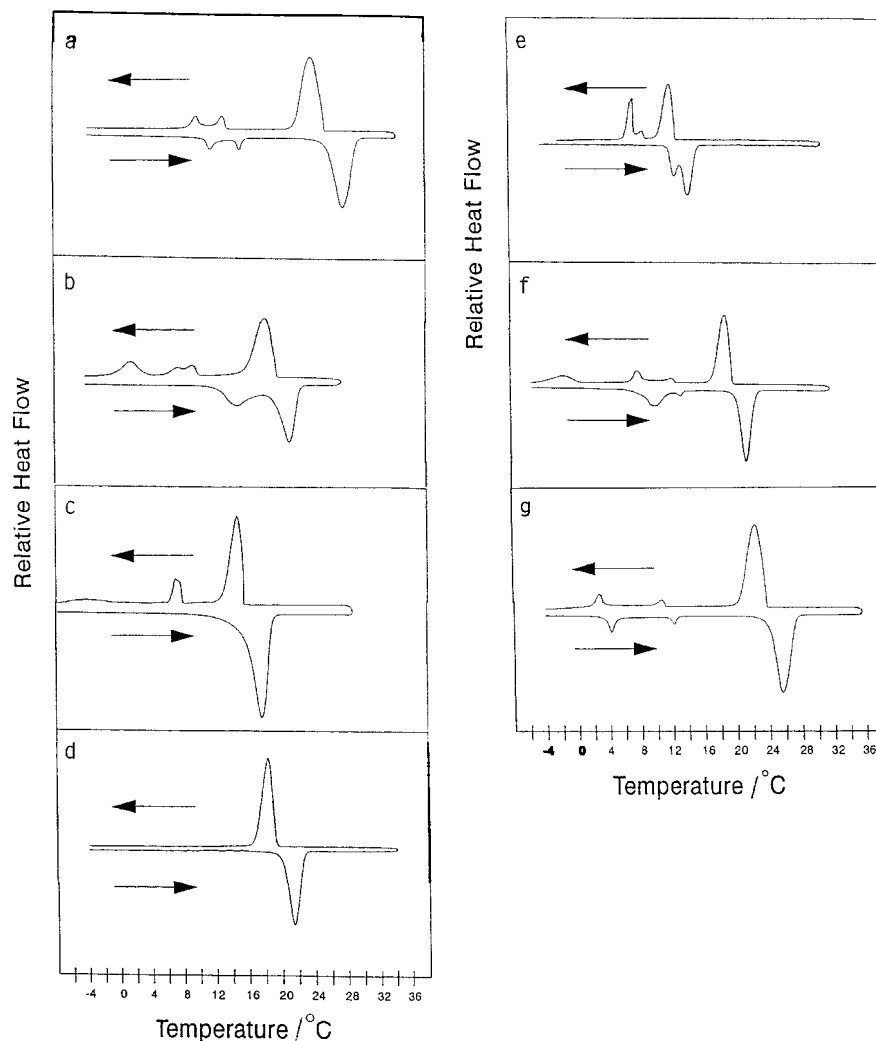 a
b
c
d
Relative Heat Flow
-4 0 4 8 12 16 20 24 28 32 36
Temperature /°C
e
f
g
Relative Heat Flow
-4 0 4 8 12 16 20 24 28 32 36
Temperature /°C